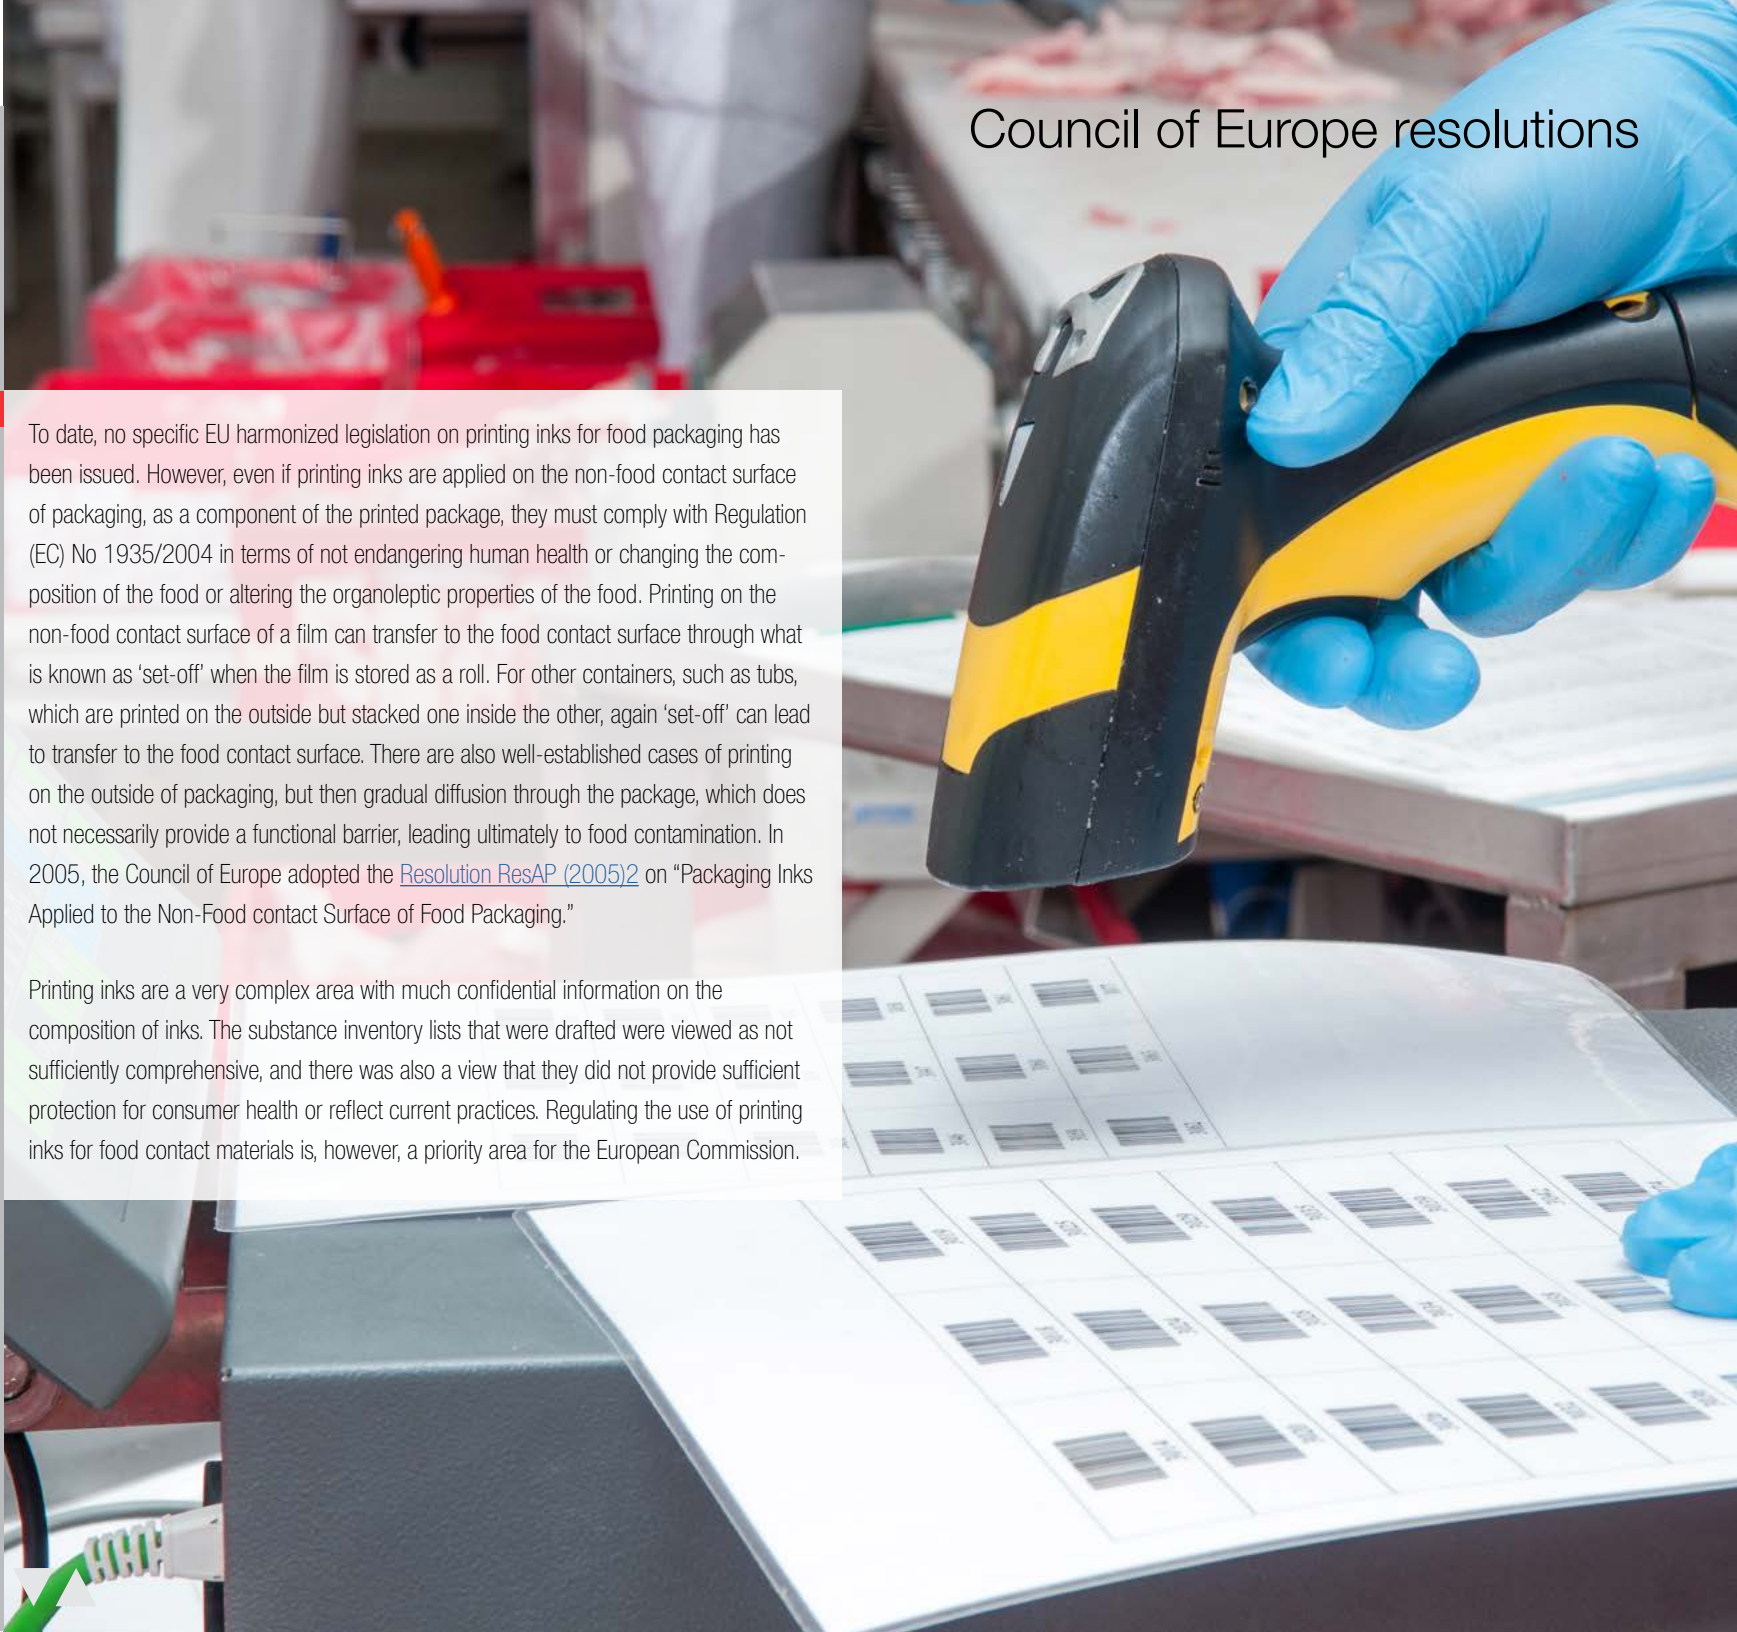 Council of Europe resolutions
To date, no specific EU harmonized legislation on printing inks for food packaging has
been issued. However, even if printing inks are applied on the non-food contact surface
of packaging, as a component of the printed package, they must comply with Regulation
(EC) No 1935/2004 in terms of not endangering human health or changing the com-
position of the food or altering the organoleptic properties of the food. Printing on the
non-food contact surface of a film can transfer to the food contact surface through what
is known as ‘set-off’ when the film is stored as a roll. For other containers, such as tubs,
which are printed on the outside but stacked one inside the other, again ‘set-off’ can lead
to transfer to the food contact surface. There are also well-established cases of printing
on the outside of packaging, but then gradual diffusion through the package, which does
not necessarily provide a functional barrier, leading ultimately to food contamination. In
2005, the Council of Europe adopted the Resolution ResAP (2005)2 on “Packaging Inks
Applied to the Non-Food contact Surface of Food Packaging.”
Printing inks are a very complex area with much confidential information on the
composition of inks. The substance inventory lists that were drafted were viewed as not
sufficiently comprehensive, and there was also a view that they did not provide sufficient
protection for consumer health or reflect current practices. Regulating the use of printing
inks for food contact materials is, however, a priority area for the European Commission.